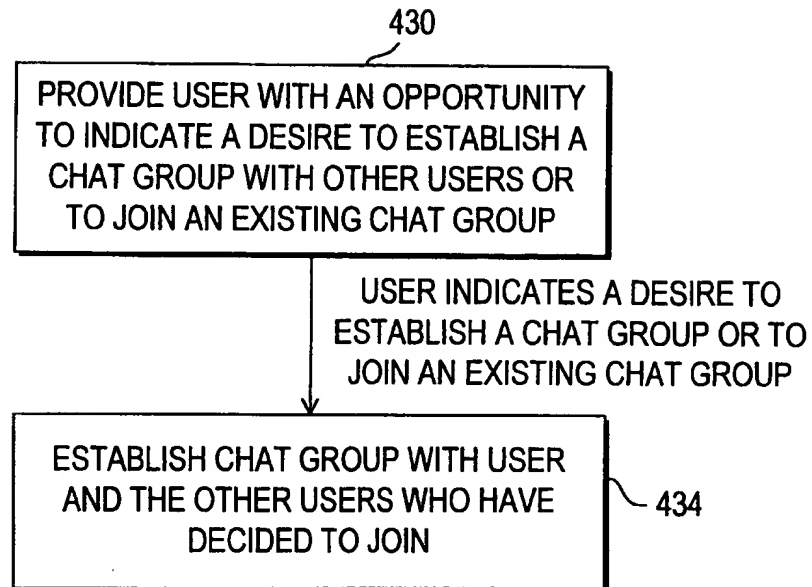 430
PROVIDE USER WITH AN OPPORTUNITY
TO INDICATE A DESIRE TO ESTABLISH A
CHAT GROUP WITH OTHER USERS OR
TO JOIN AN EXISTING CHAT GROUP
USER INDICATES A DESIRE TO
ESTABLISH A CHAT GROUP OR TO
JOIN AN EXISTING CHAT GROUP
ESTABLISH CHAT GROUP WITH USER
AND THE OTHER USERS WHO HAVE
DECIDED TO JOIN
434